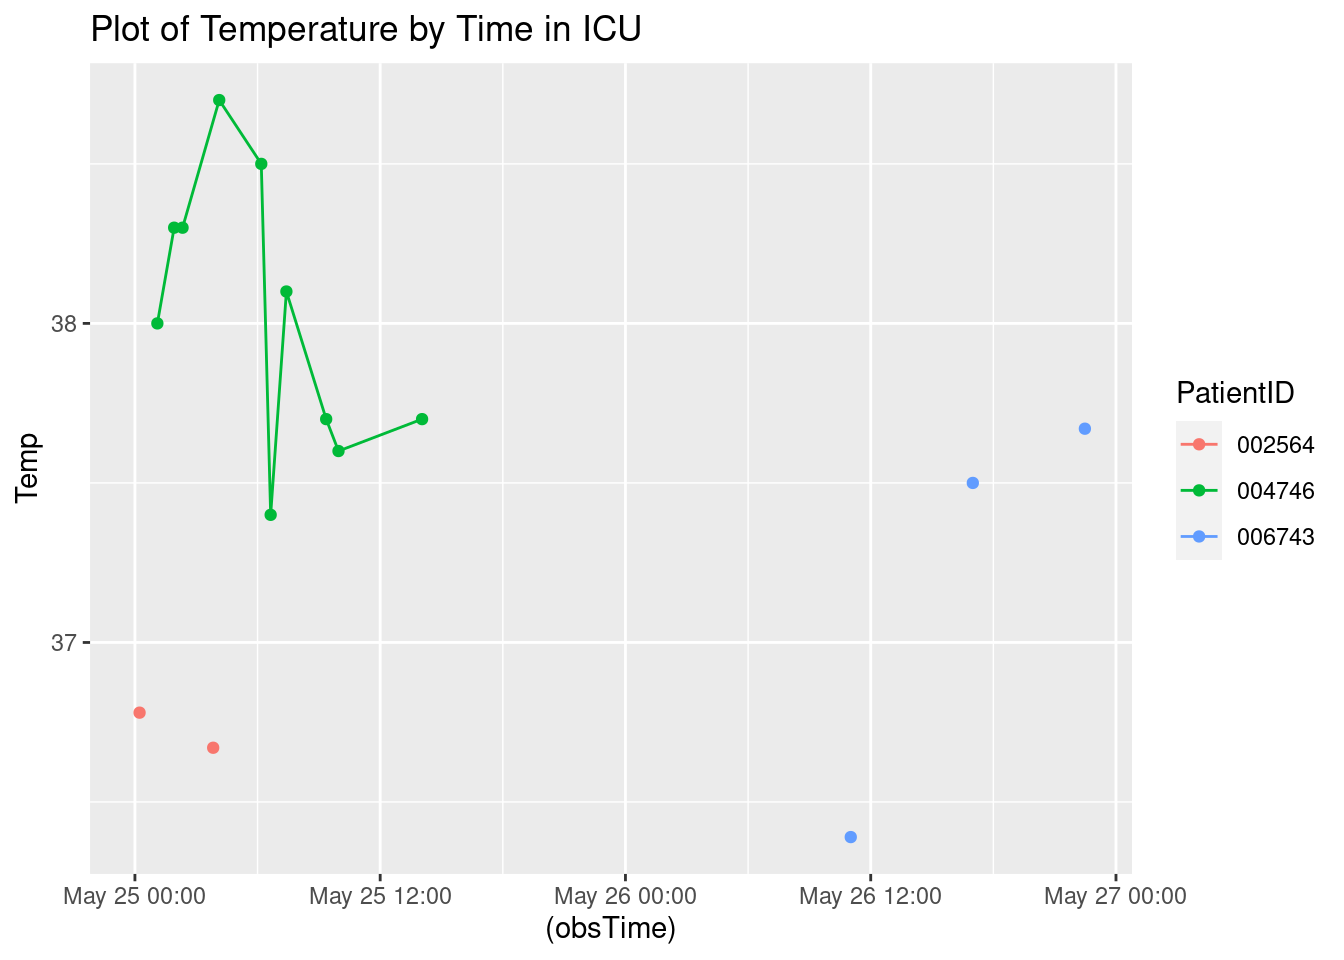 Plot of Temperature by Time in ICU
38
37
Temp
May 25 00:00 May 25 12:00 May 26 00:00 May 26 12:00 May 27 00:00
(obsTime)
PatientID
002564
004746
006743